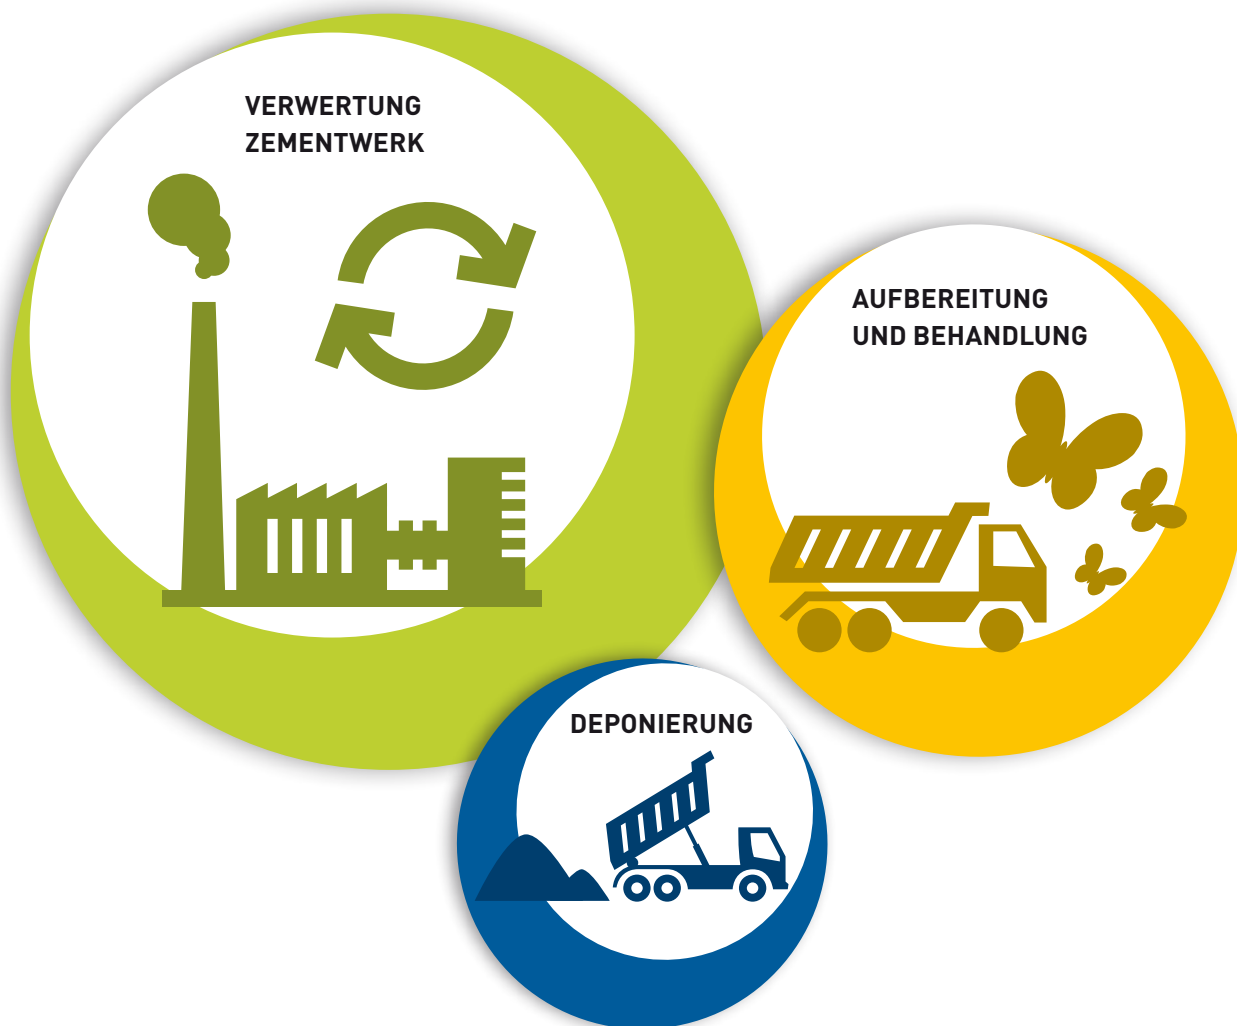 VERWERTUNG
ZEMENTWERK
AUFBEREITUNG
UND BEHANDLUNG
DEPONIERUNG